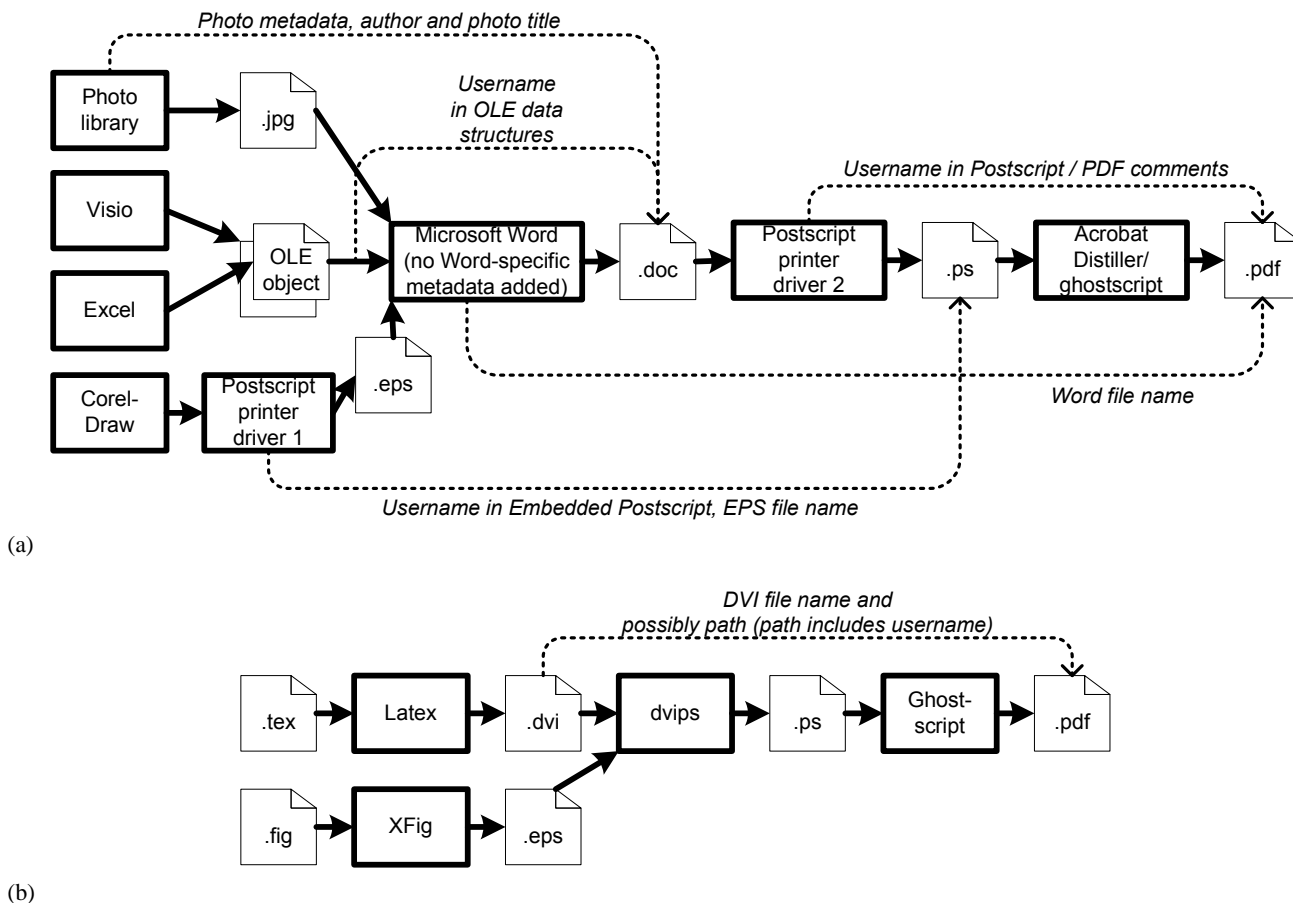 Photo metadata, author and photo title
Photo
library
.jpg
Username
in OLE data
structures
Username in Postscript / PDF comments
Visio
OLE
object
Microsoft Word
(no Word-specific
metadata added)
.doc
Postscript
printer
driver 2
.ps
Acrobat
Distiller/
ghostscript
.pdf
Excel
.eps
Corel-
Draw
Postscript
printer
driver 1
Word file name
Username in Embedded Postscript, EPS file name
(a)
DVI file name and
possibly path (path includes username)
.tex
Latex
.dvi
dvips
.ps
Ghost-
script
.pdf
.fig
XFig
.eps
(b)